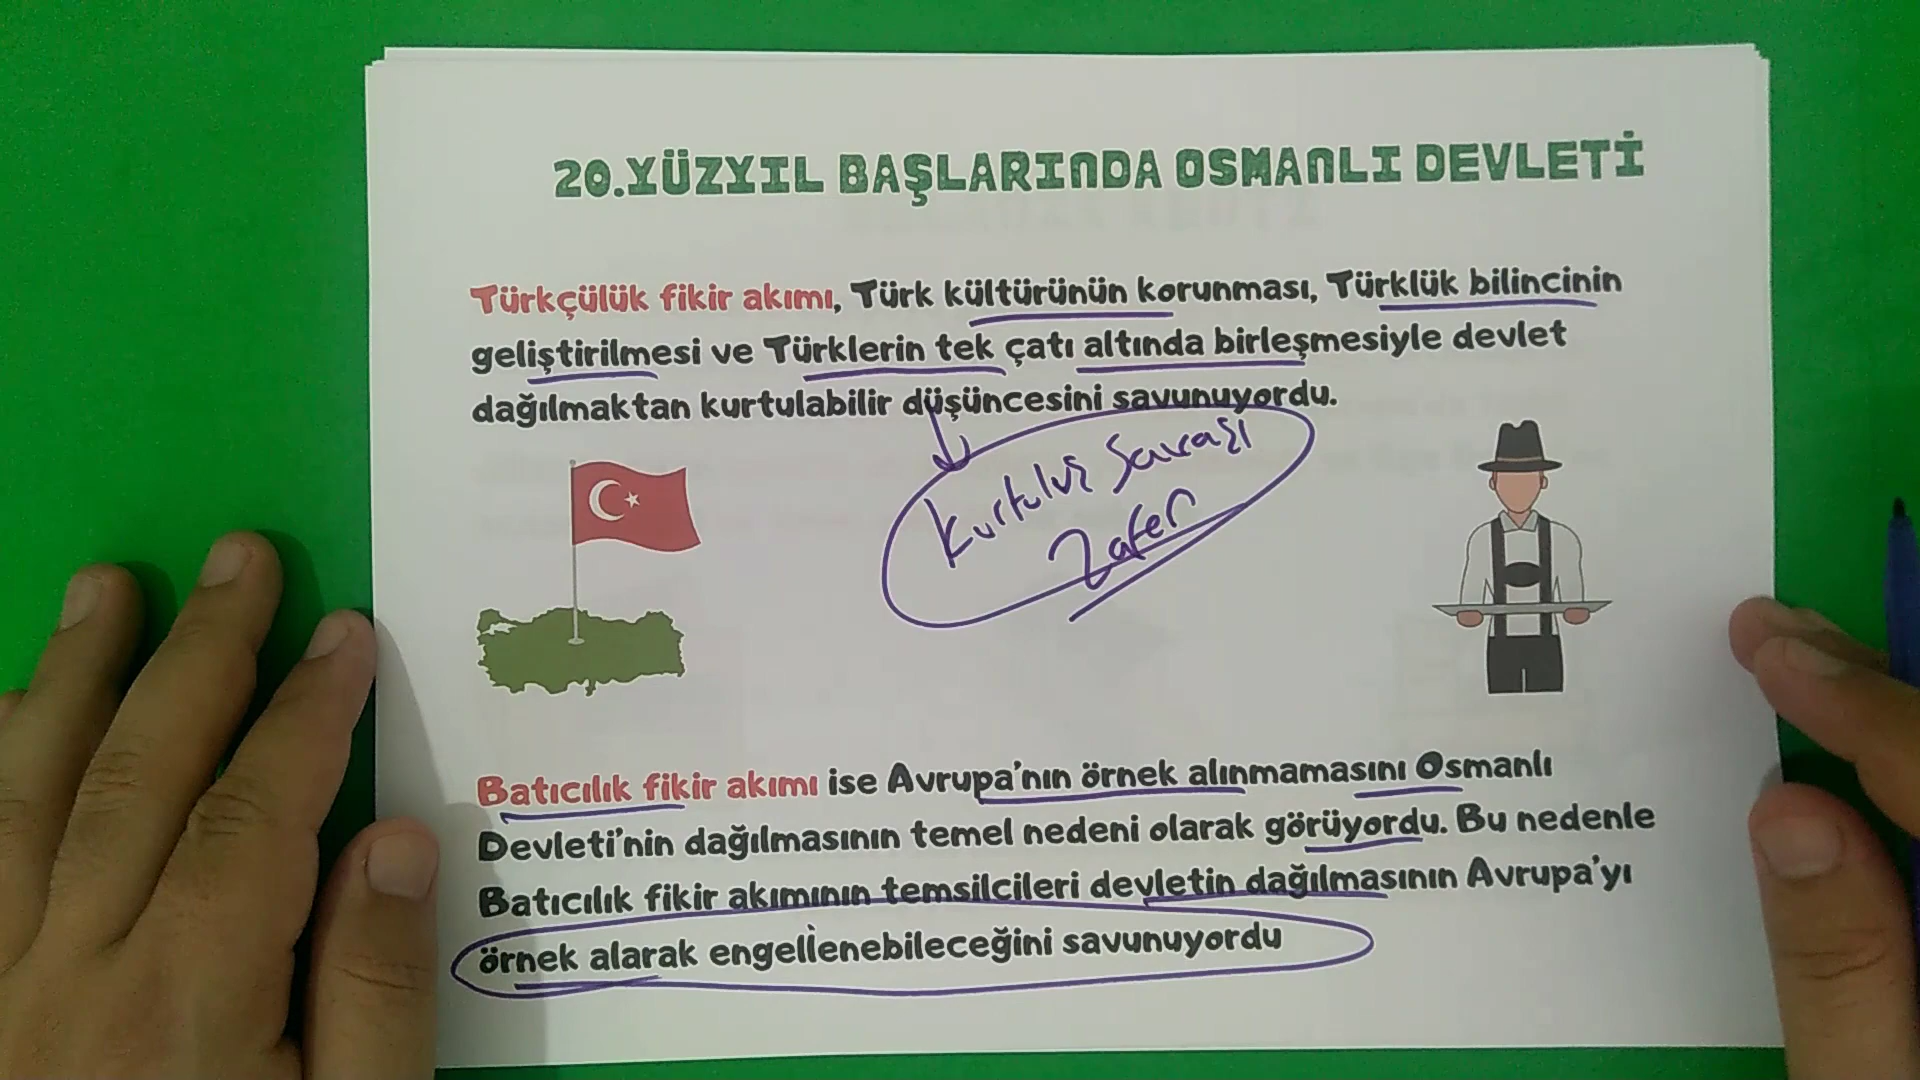 20.YÜZYIL BAŞLARINDA OSMANLI DEVLETİ
Türkçülük fikir akımı, Türk kültürünün korunması, Türklük bilincinin
geliştirilmesi ve Türklerin tek çatı altında birleşmesiyle devlet
dağılmaktan kurtulabilir düşüncesini savunuyordu.
Kurtuluş Savaşı
Zafer
Batıcılık fikir akımı ise Avrupa'nın örnek alınmamasını Osmanlı
Devleti'nin dağılmasının temel nedeni olarak görüyordu. Bu nedenle
Batıcılık fikir akımının temsilcileri devletin dağılmasının Avrupa'yı
örnek alarak engellenebileceğini savunuyordu